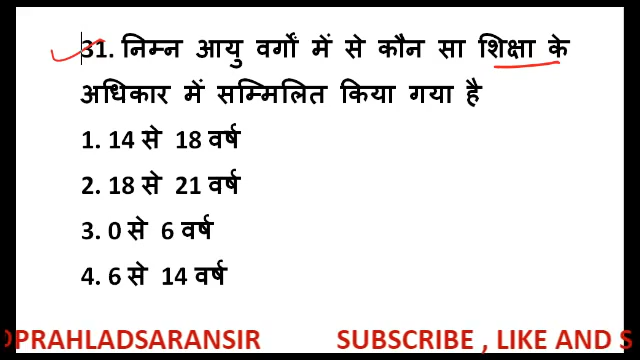 31. निम्न आयु वर्गों में से कौन सा शिक्षा के
अधिकार में सम्मिलित किया गया है
1. 14 से 18 वर्ष
2. 18 से 21 वर्ष
3. 0 से 6 वर्ष
4. 6 से 14 वर्ष
PRAHLADSARANSIR SUBSCRIBE , LIKE AND S